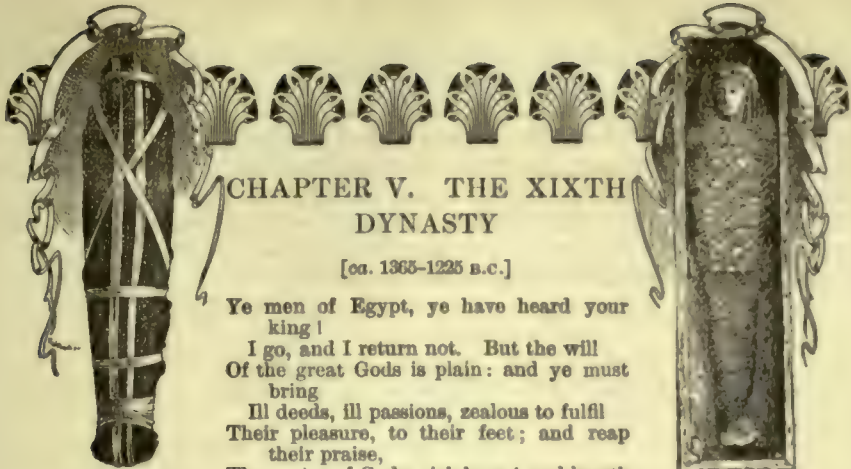 CHAPTER V. THE XIXTH
DYNASTY
[ca. 1365-1225 B.C.]
Ye men of Egypt, ye have heard your
king!
I go, and I return not. But the will
Of the great Gods is plain: and ye must
bring
Ill deeds, ill passions, zealous to fulfil
Their pleasure, to their feet; and reap
their praise,